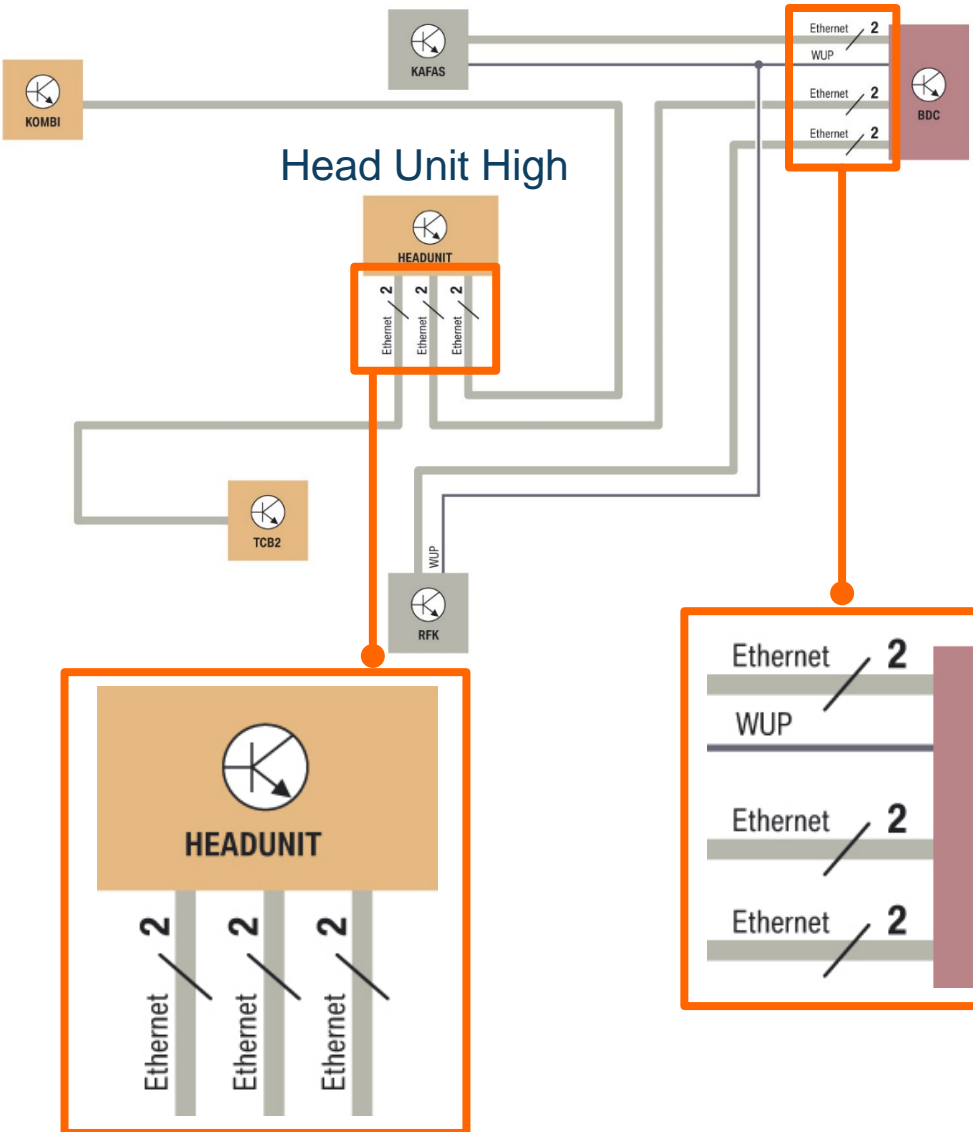 Ethernet 2
WUP
KAFAS
KOMBI
Ethernet 2
BDC
Ethernet 2
Head Unit High
HEADUNIT
Ethernet 2
Ethernet 2
Ethernet 2
TCB2
WUP
RFK
Ethernet 2
WUP
Ethernet 2
Ethernet 2
HEADUNIT
Ethernet 2
Ethernet 2
Ethernet 2